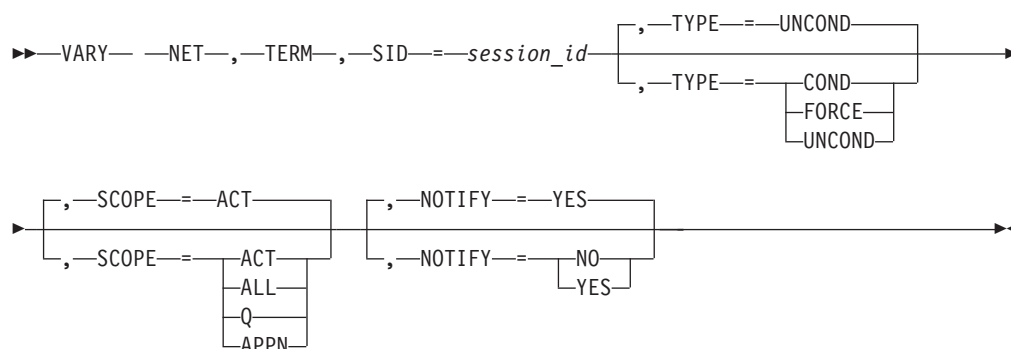 , TYPE = UNCOND
VARY NET , TERM , SID = session_id
, TYPE = COND
FORCE
UNCOND
, SCOPE = ACT , NOTIFY = YES
, SCOPE = ACT , NOTIFY = NO
ALL YES
Q
APPN